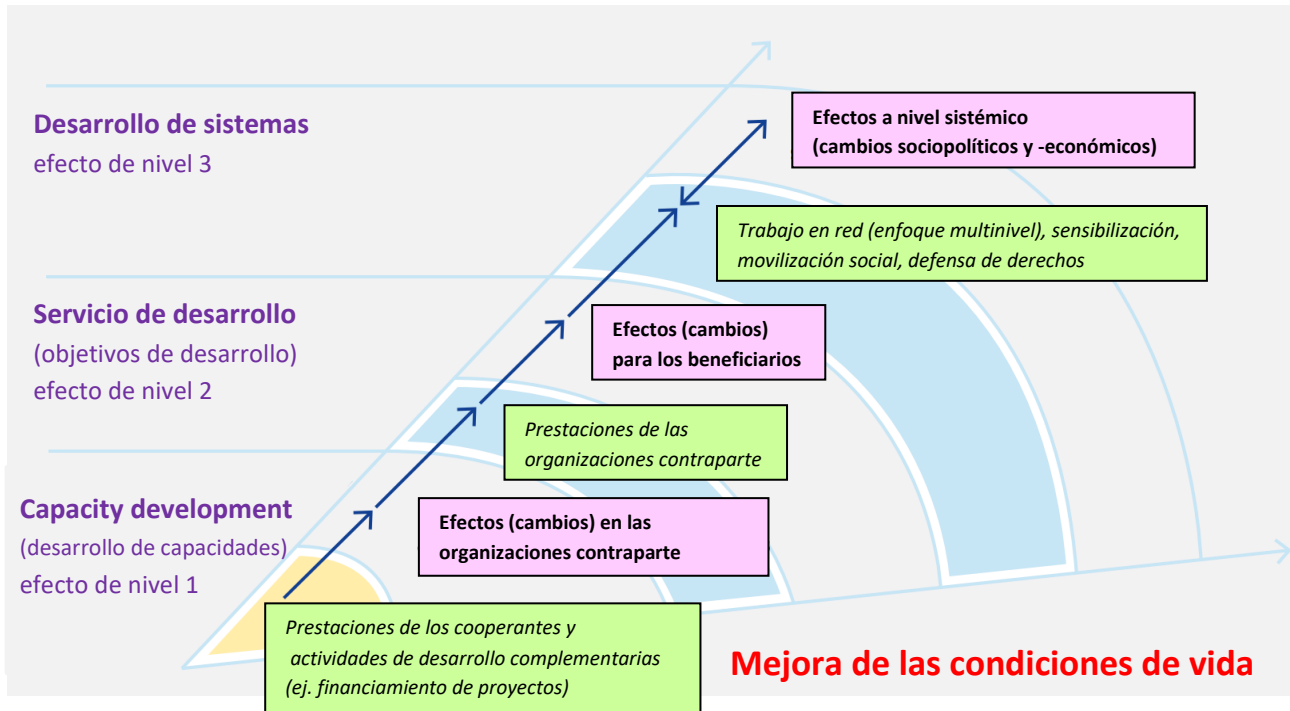 Desarrollo de sistemas
efecto de nivel 3
Efectos a nivel sistémico
(cambios sociopolíticos y -económicos)
Trabajo en red (enfoque multinivel), sensibilización,
movilización social, defensa de derechos
Servicio de desarrollo
(objetivos de desarrollo)
efecto de nivel 2
Efectos (cambios)
para los beneficiarios
Prestaciones de las
organizaciones contraparte
Capacity development
(desarrollo de capacidades)
efecto de nivel 1
Efectos (cambios) en las
organizaciones contraparte
Prestaciones de los cooperantes y
actividades de desarrollo complementarias
(ej. financiamiento de proyectos)
Mejora de las condiciones de vida